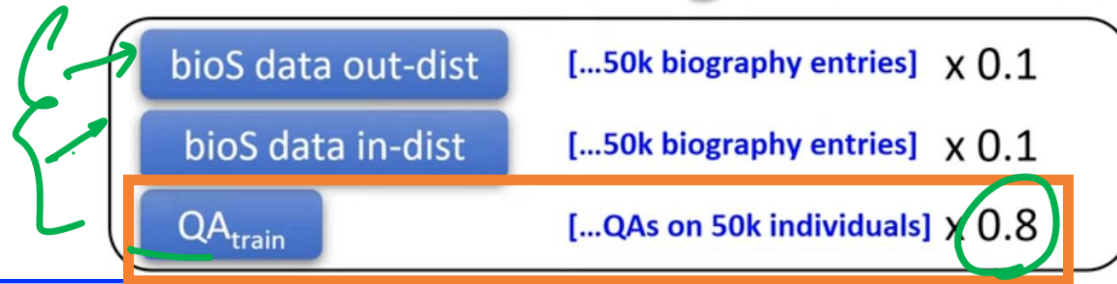 bioS data out-dist [...50k biography entries] x 0.1
bioS data in-dist [...50k biography entries] x 0.1
QAtrain [...QAs on 50k individuals] x 0.8